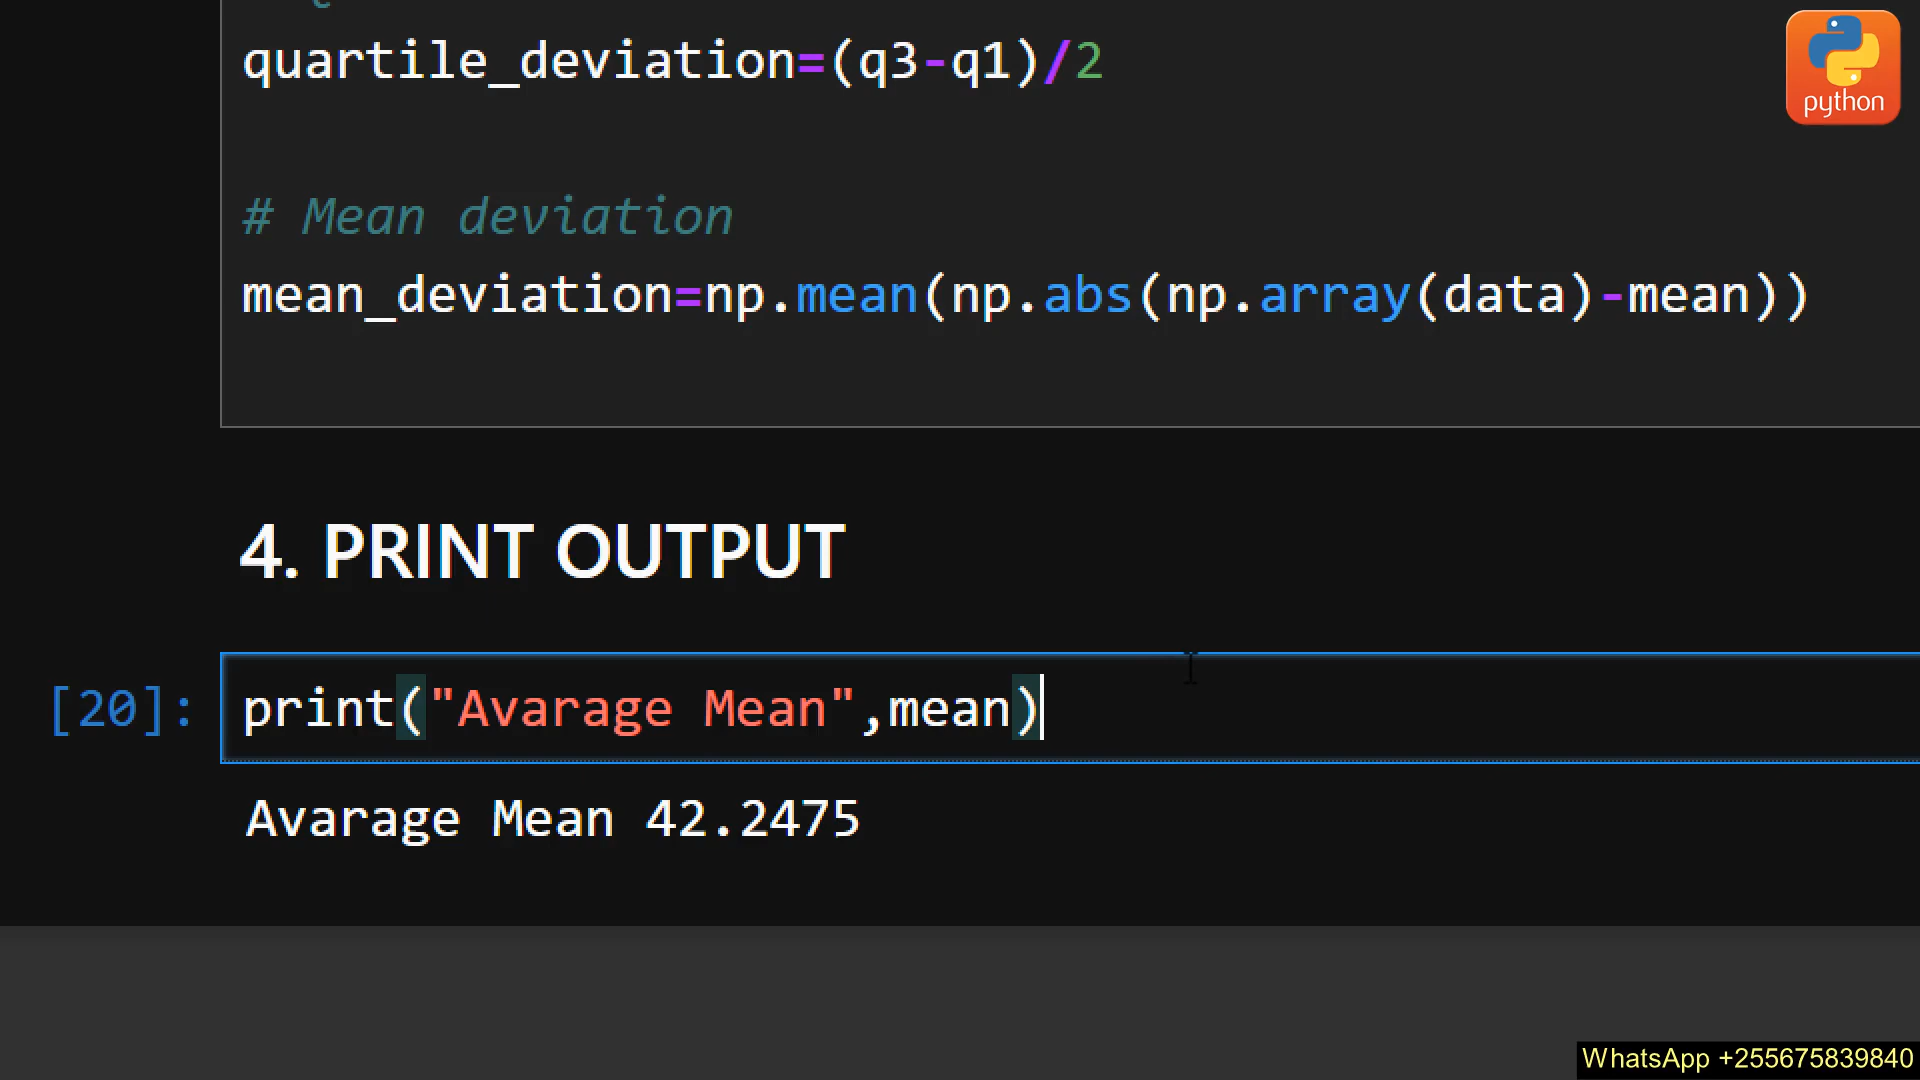 quartile_deviation=(q3-q1)/2
python
# Mean deviation
mean_deviation=np.mean(np.abs(np.array(data)-mean))
4. PRINT OUTPUT
[20]: print("Avarage Mean",mean)
Avarage Mean 42.2475
WhatsApp +255675839840